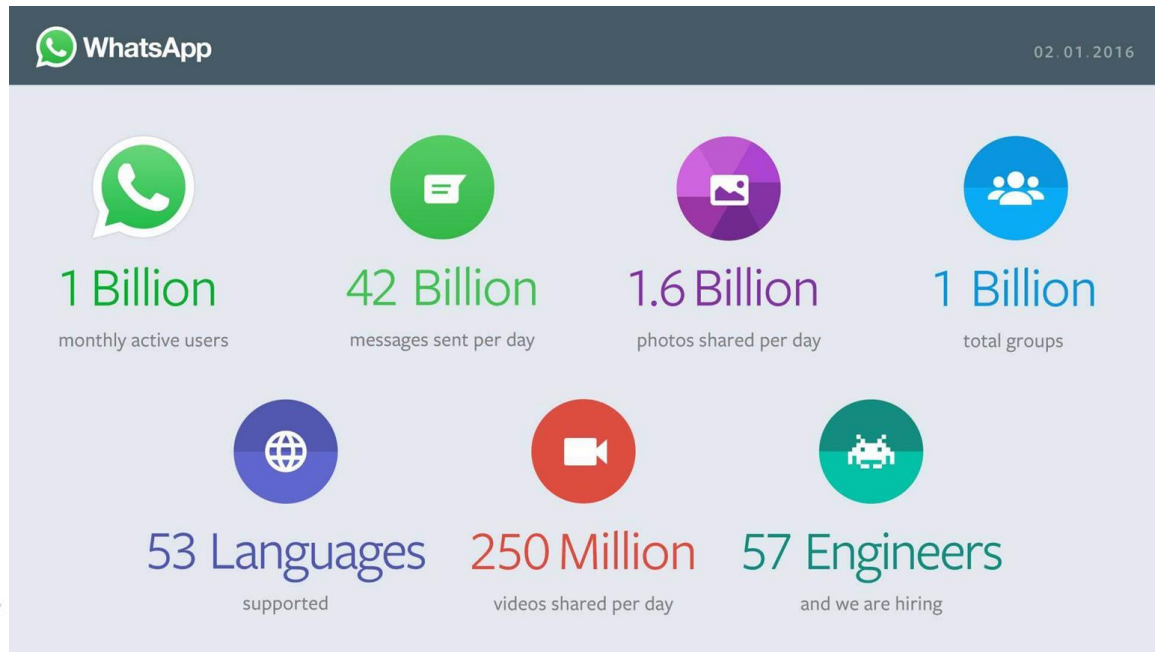 WhatsApp
02.01.2016
1 Billion
monthly active users
42 Billion
messages sent per day
1.6 Billion
photos shared per day
1 Billion
total groups
53 Languages
supported
250 Million
videos shared per day
57 Engineers
and we are hiring